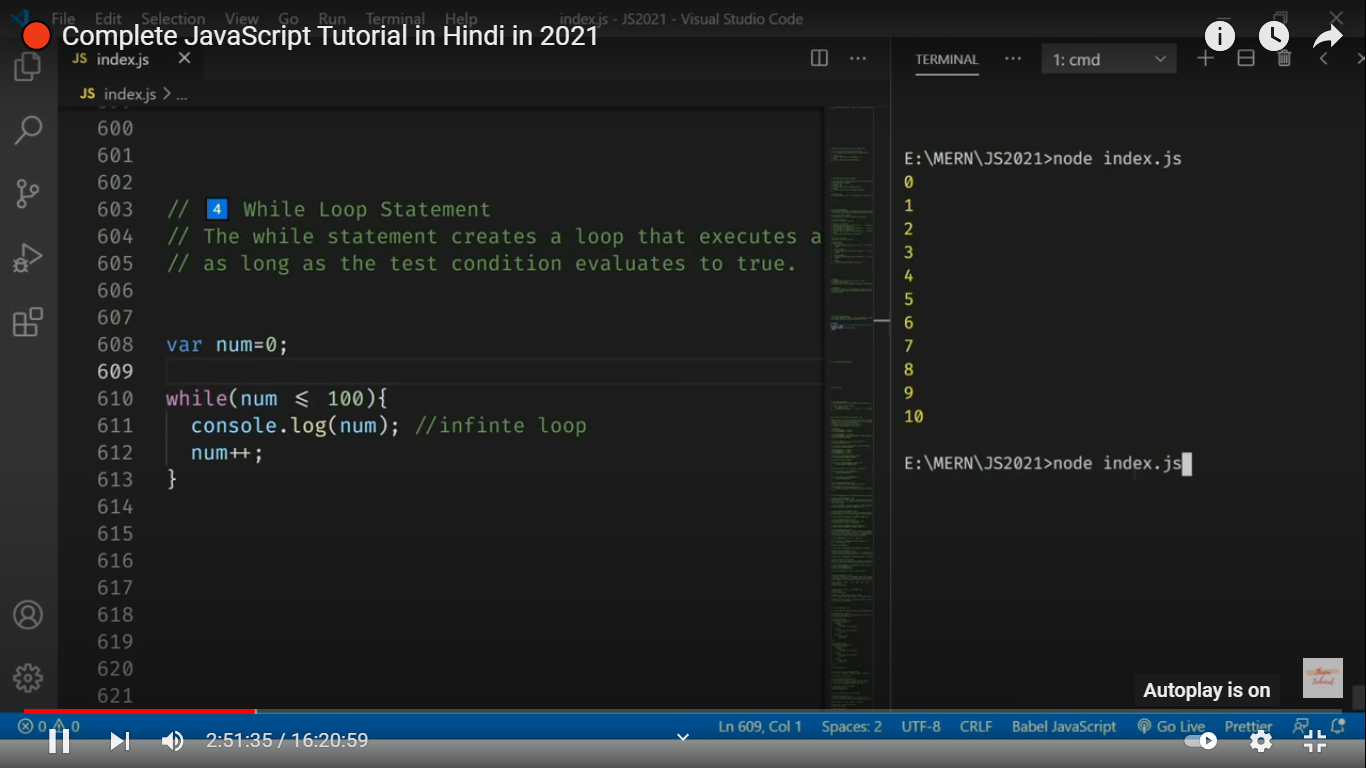 File Edit Selection View Go Run Terminal Help index.js - JS2021 - Visual Studio Code
Complete JavaScript Tutorial in Hindi in 2021
JS index.js
TERMINAL 1: cmd
JS index.js > ...
600
601
602
603 // 4 While Loop Statement
604 // The while statement creates a loop that executes a
605 // as long as the test condition evaluates to true.
606
607
608 var num=0;
609
610 while(num <= 100){
611 console.log(num); //infinte loop
612 num++;
613 }
614
615
616
617
618
619
620
621
E:\MERN\JS2021>node index.js
0
1
2
3
4
5
6
7
8
9
10
E:\MERN\JS2021>node index.js
Autoplay is on
0 0 Ln 609, Col 1 Spaces: 2 UTF-8 CRLF Babel JavaScript Go Live Prettier
2:51:35 / 16:20:59